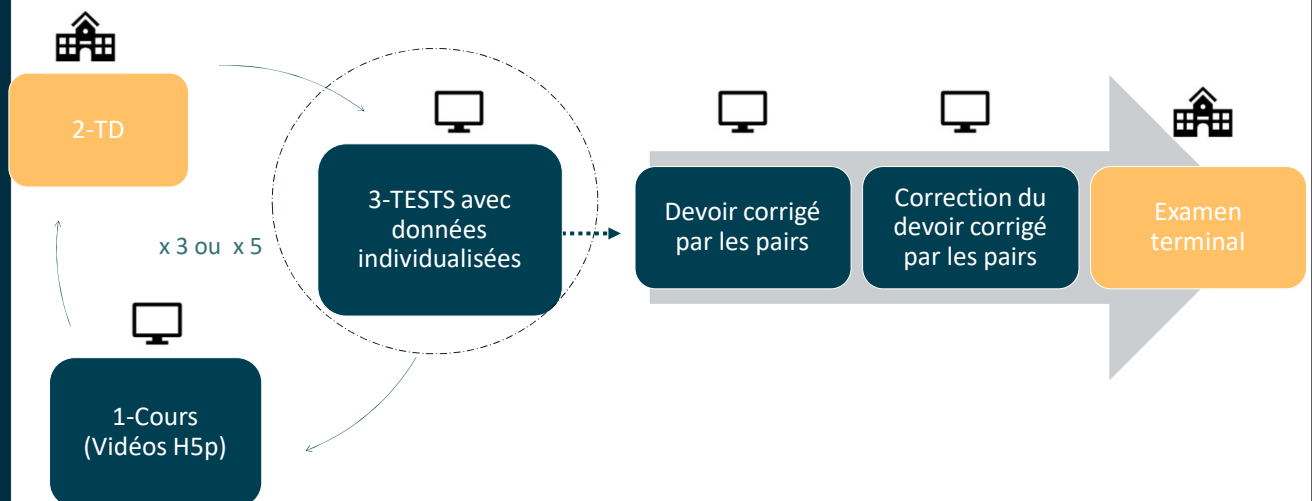 2-TD
x 3 ou x 5
1-Cours
(Vidéos H5p)
3-TESTS avec
données
individualisées
Devoir corrigé
par les pairs
Correction du
devoir corrigé
par les pairs
Examen
terminal